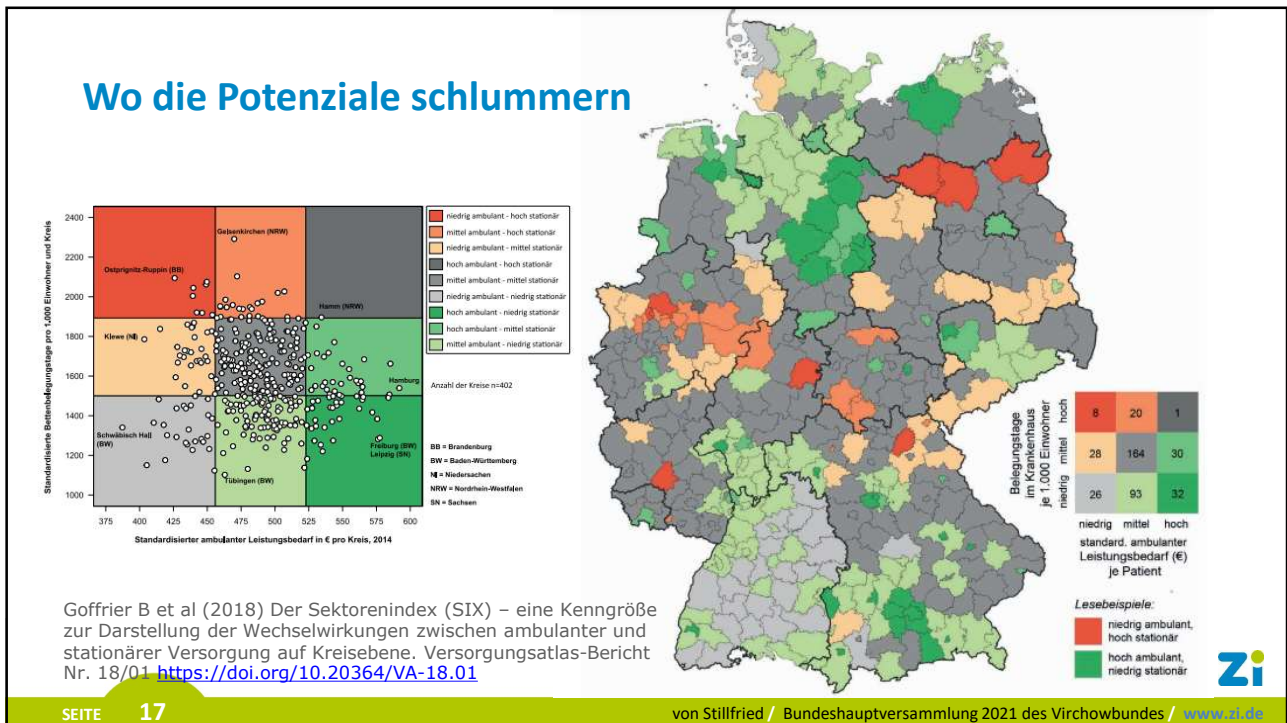 Wo die Potenziale schlummern
Standardisierte Bettenbelegungstage pro 1.000 Einwohner und Kreis
2400
2200
2000
1800
1600
1400
1200
1000
375
400
425
450
475
500
525
550
575
600
Standardisierter ambulanter Leistungsbedarf in € pro Kreis, 2014
Gelsenkirchen (NRW)
Ostprignitz-Ruppin (BB)
Hamm (NRW)
Klewe (NI)
Hamburg
Schwäbisch Hall
(BW)
Freiburg (BW)
Leipzig (SN)
Tübingen (BW)
niedrig ambulant - hoch stationär
mittel ambulant - hoch stationär
niedrig ambulant - mittel stationär
hoch ambulant - hoch stationär
mittel ambulant - mittel stationär
niedrig ambulant - niedrig stationär
hoch ambulant - niedrig stationär
hoch ambulant - mittel stationär
mittel ambulant - niedrig stationär
Anzahl der Kreise n=402
BB = Brandenburg
BW = Baden-Württemberg
NI = Niedersachen
NRW = Nordrhein-Westfalen
SN = Sachsen
Belegungstage
im Krankenhaus
je 1.000 Einwohner
hoch
mittel
niedrig
8 20 1
28 164 30
26 93 32
niedrig mittel hoch
standard. ambulanter
Leistungsbedarf (€)
je Patient
Lesebeispiele:
niedrig ambulant,
hoch stationär
hoch ambulant,
niedrig stationär
Goffrier B et al (2018) Der Sektorenindex (SIX) – eine Kenngröße
zur Darstellung der Wechselwirkungen zwischen ambulanter und
stationärer Versorgung auf Kreisebene. Versorgungsatlas-Bericht
Nr. 18/01 https://doi.org/10.20364/VA-18.01
Zi
SEITE 17
von Stillfried / Bundeshauptversammlung 2021 des Virchowbundes / www.zi.de